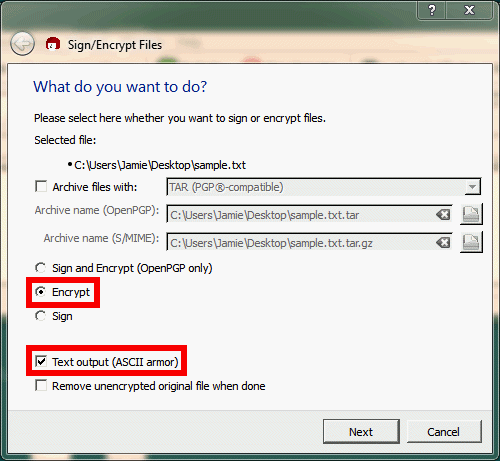 ?
Sign/Encrypt Files
What do you want to do?
Please select here whether you want to sign or encrypt files.
Selected file:
• C:\Users\Jamie\Desktop\sample.txt
Archive files with: TAR (PGP®-compatible)
Archive name (OpenPGP): C:\Users\Jamie\Desktop\sample.txt.tar
Archive name (S/MIME): C:\Users\Jamie\Desktop\sample.txt.tar.gz
Sign and Encrypt (OpenPGP only)
Encrypt
Sign
Text output (ASCII armor)
Remove unencrypted original file when done
Next Cancel